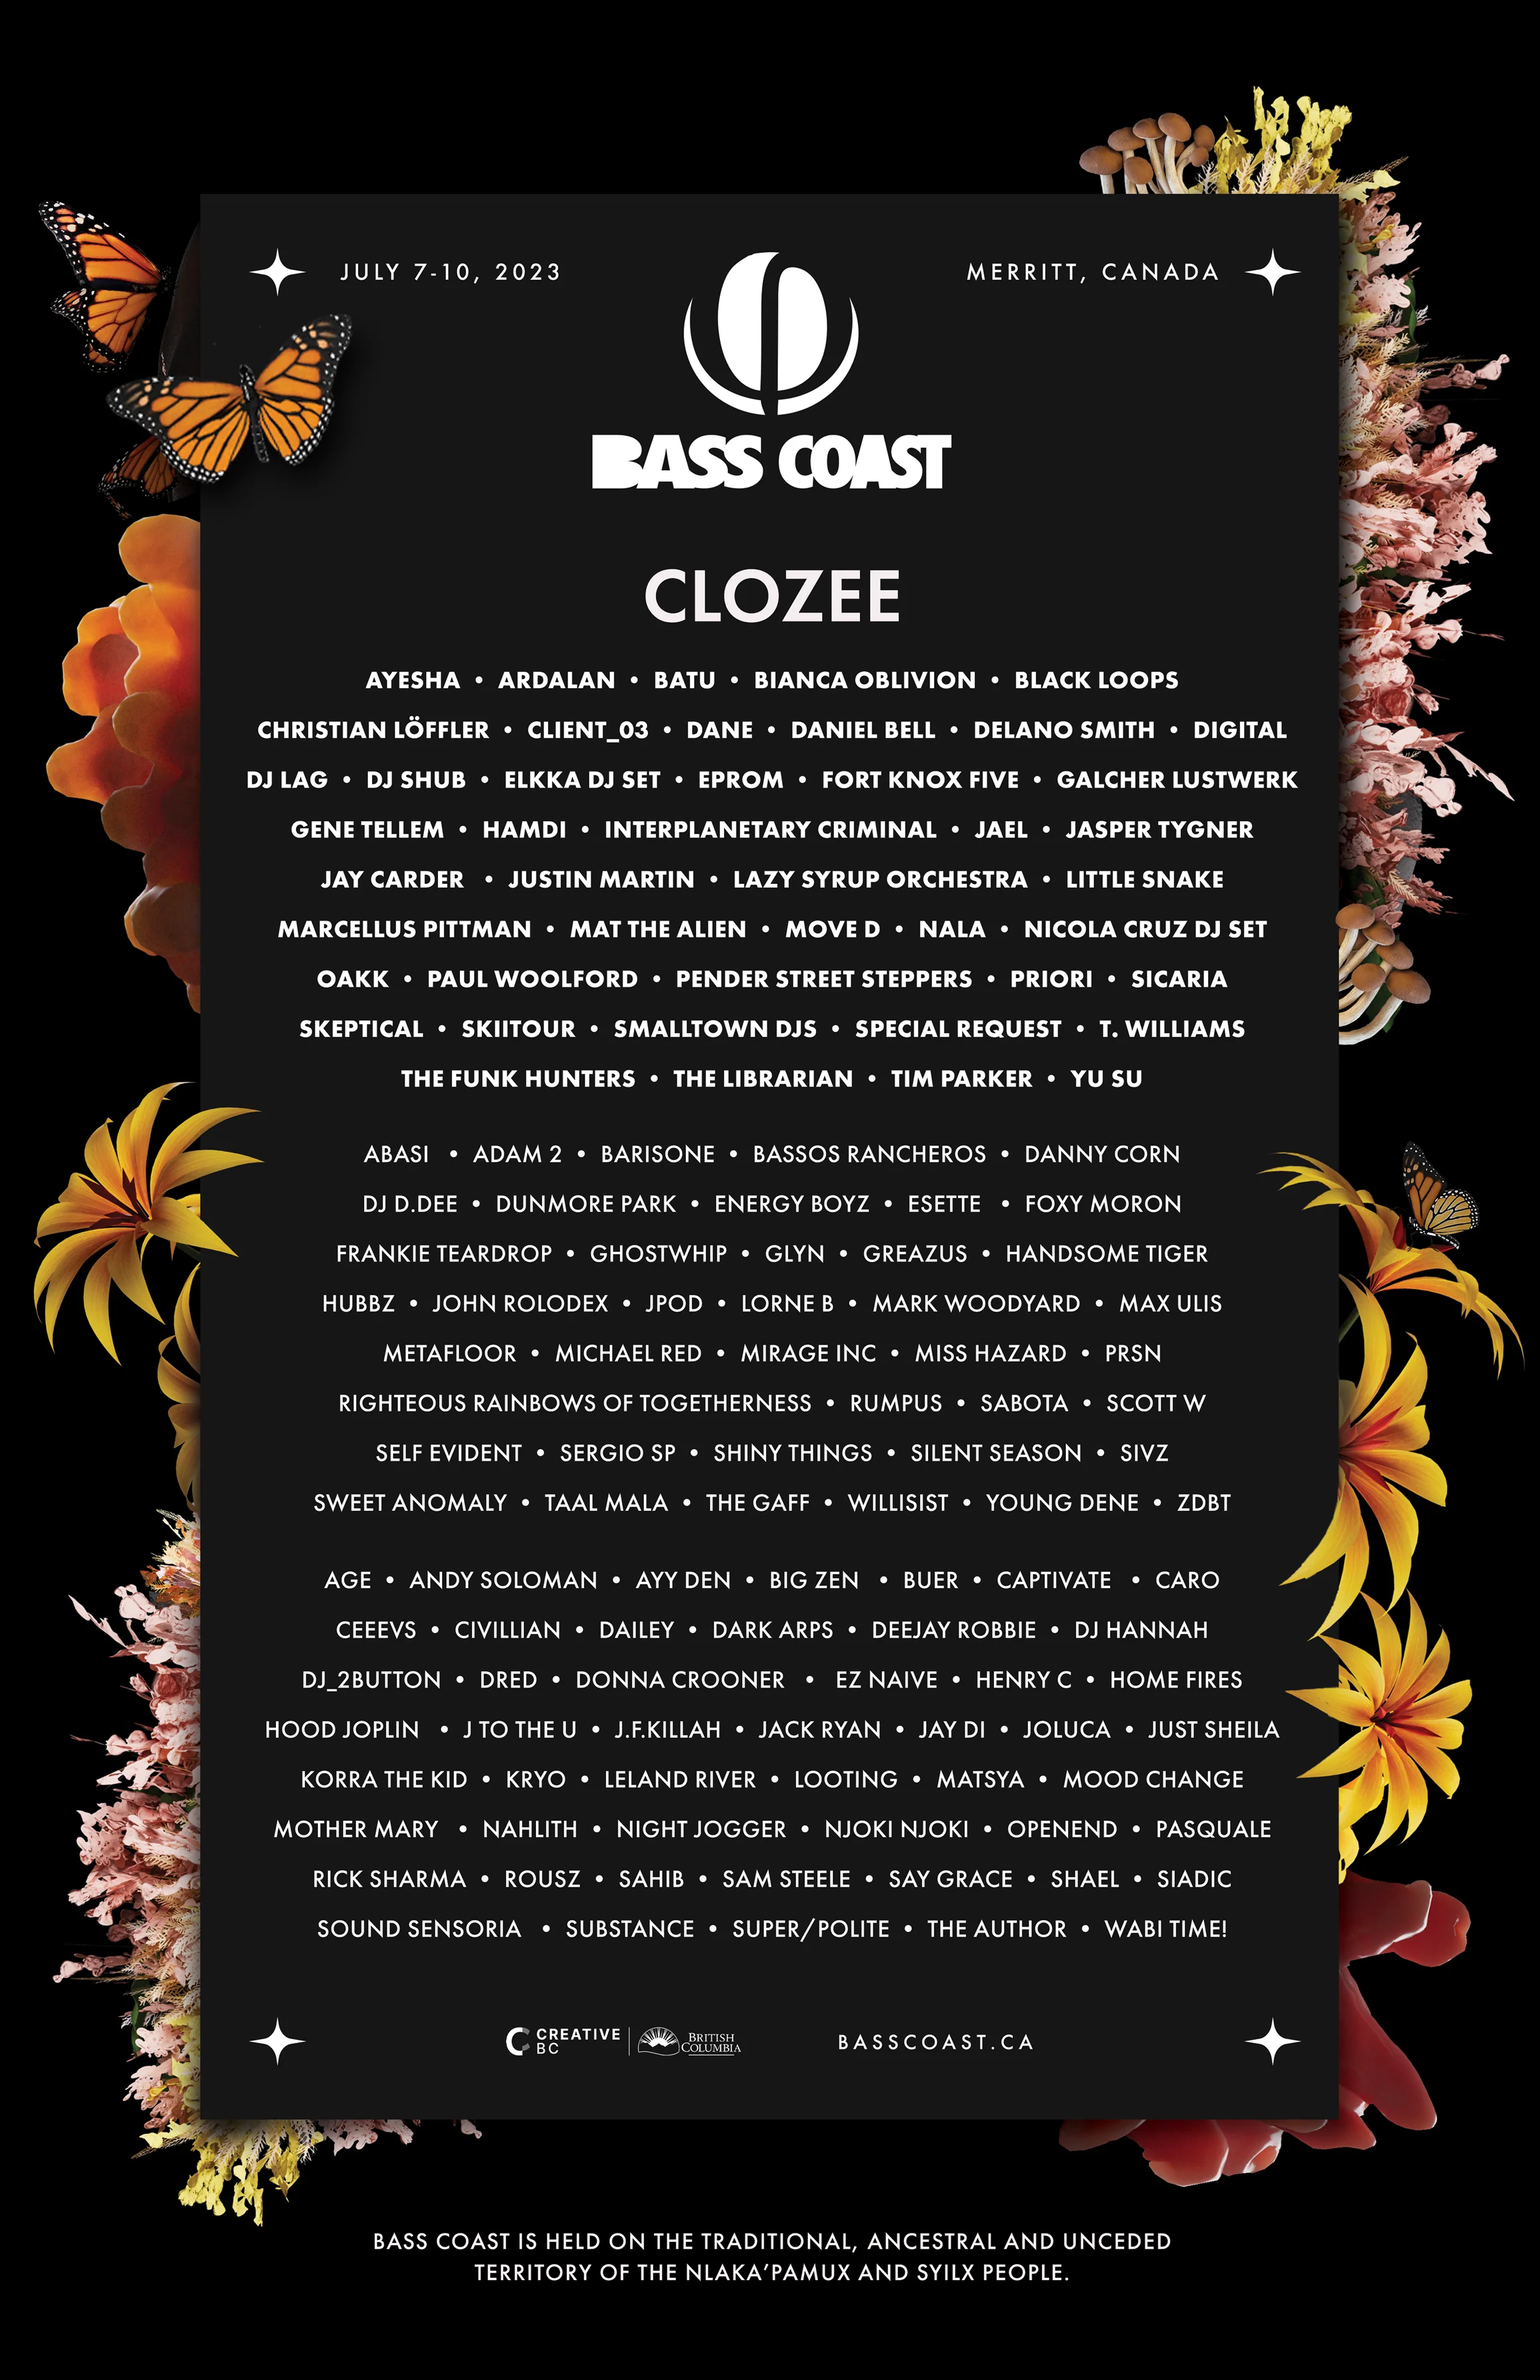 JULY 7-10, 2023
MERRITT, CANADA
BASS COAST
CLOZEE
AYESHA • ARDALAN • BATU • BIANCA OBLIVION • BLACK LOOPS
CHRISTIAN LÖFFLER • CLIENT_03 • DANE • DANIEL BELL • DELANO SMITH • DIGITAL
DJ LAG • DJ SHUB • ELKKA DJ SET • EPROM • FORT KNOX FIVE • GALCHER LUSTWERK
GENE TELLEM • HAMDI • INTERPLANETARY CRIMINAL • JAEL • JASPER TYGNER
JAY CARDER • JUSTIN MARTIN • LAZY SYRUP ORCHESTRA • LITTLE SNAKE
MARCELLUS PITTMAN • MAT THE ALIEN • MOVE D • NALA • NICOLA CRUZ DJ SET
OAKK • PAUL WOOLFORD • PENDER STREET STEPPERS • PRIORI • SICARIA
SKEPTICAL • SKIITOUR • SMALLTOWN DJS • SPECIAL REQUEST • T. WILLIAMS
THE FUNK HUNTERS • THE LIBRARIAN • TIM PARKER • YU SU
ABASI • ADAM 2 • BARISONE • BASSOS RANCHEROS • DANNY CORN
DJ D.DEE • DUNMORE PARK • ENERGY BOYZ • ESETTE • FOXY MORON
FRANKIE TEARDROP • GHOSTWHIP • GLYN • GREAZUS • HANDSOME TIGER
HUBBZ • JOHN ROLODEX • JPOD • LORNE B • MARK WOODYARD • MAX ULIS
METAFLOOR • MICHAEL RED • MIRAGE INC • MISS HAZARD • PRSN
RIGHTEOUS RAINBOWS OF TOGETHERNESS • RUMPUS • SABOTA • SCOTT W
SELF EVIDENT • SERGIO SP • SHINY THINGS • SILENT SEASON • SIVZ
SWEET ANOMALY • TAAL MALA • THE GAFF • WILLISIST • YOUNG DENE • ZDBT
AGE • ANDY SOLOMAN • AYY DEN • BIG ZEN • BUER • CAPTIVATE • CARO
CEEEVS • CIVILLIAN • DAILEY • DARK ARPS • DEEJAY ROBBIE • DJ HANNAH
DJ_2BUTTON • DRED • DONNA CROONER • EZ NAIVE • HENRY C • HOME FIRES
HOOD JOPLIN • J TO THE U • J.F.KILLAH • JACK RYAN • JAY DI • JOLUCA • JUST SHEILA
KORRA THE KID • KRYO • LELAND RIVER • LOOTING • MATSYA • MOOD CHANGE
MOTHER MARY • NAHLITH • NIGHT JOGGER • NJOKI NJOKI • OPENEND • PASQUALE
RICK SHARMA • ROUSZ • SAHIB • SAM STEELE • SAY GRACE • SHAEL • SIADIC
SOUND SENSORIA • SUBSTANCE • SUPER/POLITE • THE AUTHOR • WABI TIME!
CREATIVE
BC
BRITISH
COLUMBIA
BASSCOAST.CA
BASS COAST IS HELD ON THE TRADITIONAL, ANCESTRAL AND UNCEDED
TERRITORY OF THE NLAKA'PAMUX AND SYILX PEOPLE.